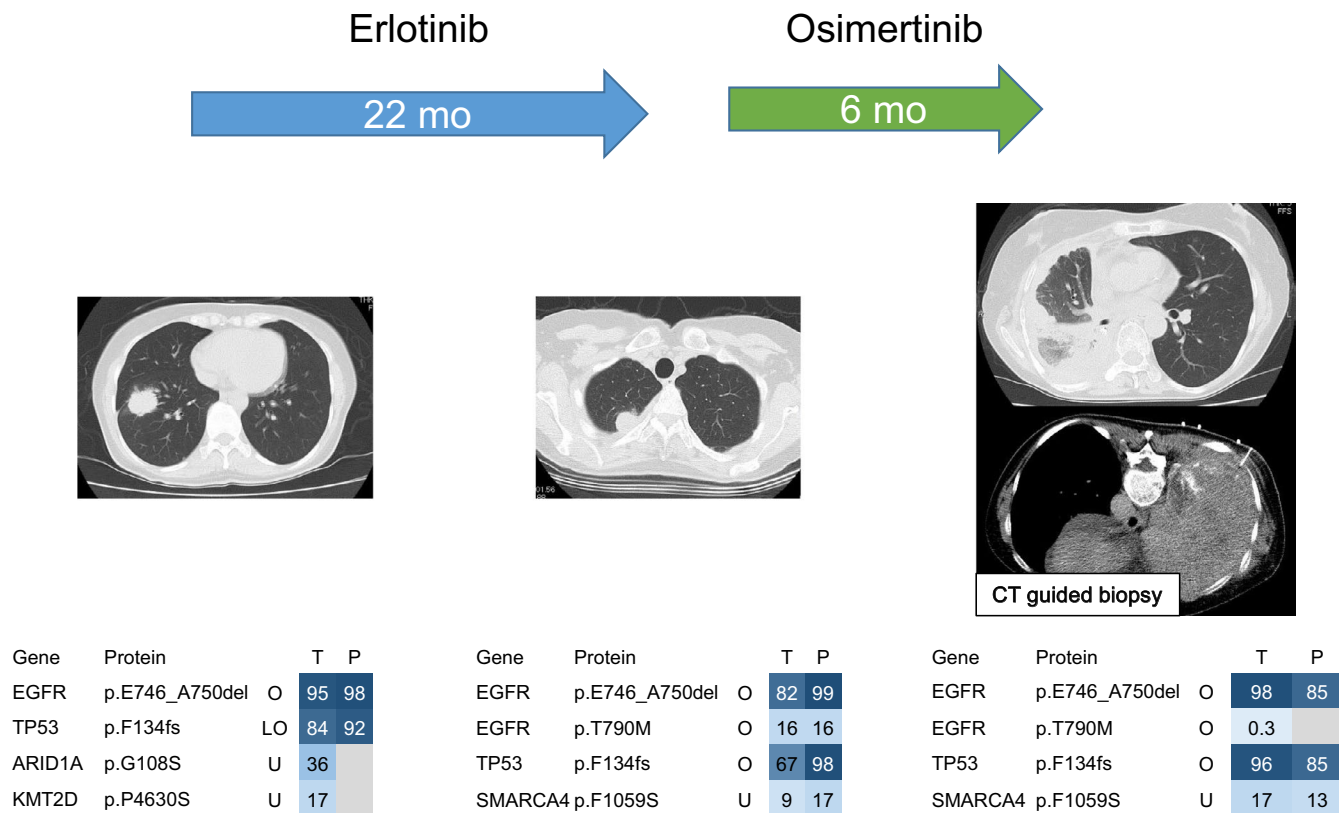 Erlotinib
Osimertinib
22 mo
6 mo
FFS
01.56
CT guided biopsy
Gene Protein T P
EGFR p.E746_A750del O 95 98
TP53 p.F134fs LO 84 92
ARID1A p.G108S U 36
KMT2D p.P4630S U 17
Gene Protein T P
EGFR p.E746_A750del O 82 99
EGFR p.T790M O 16 16
TP53 p.F134fs O 67 98
SMARCA4 p.F1059S U 9 17
Gene Protein T P
EGFR p.E746_A750del O 98 85
EGFR p.T790M O 0.3
TP53 p.F134fs O 96 85
SMARCA4 p.F1059S U 17 13